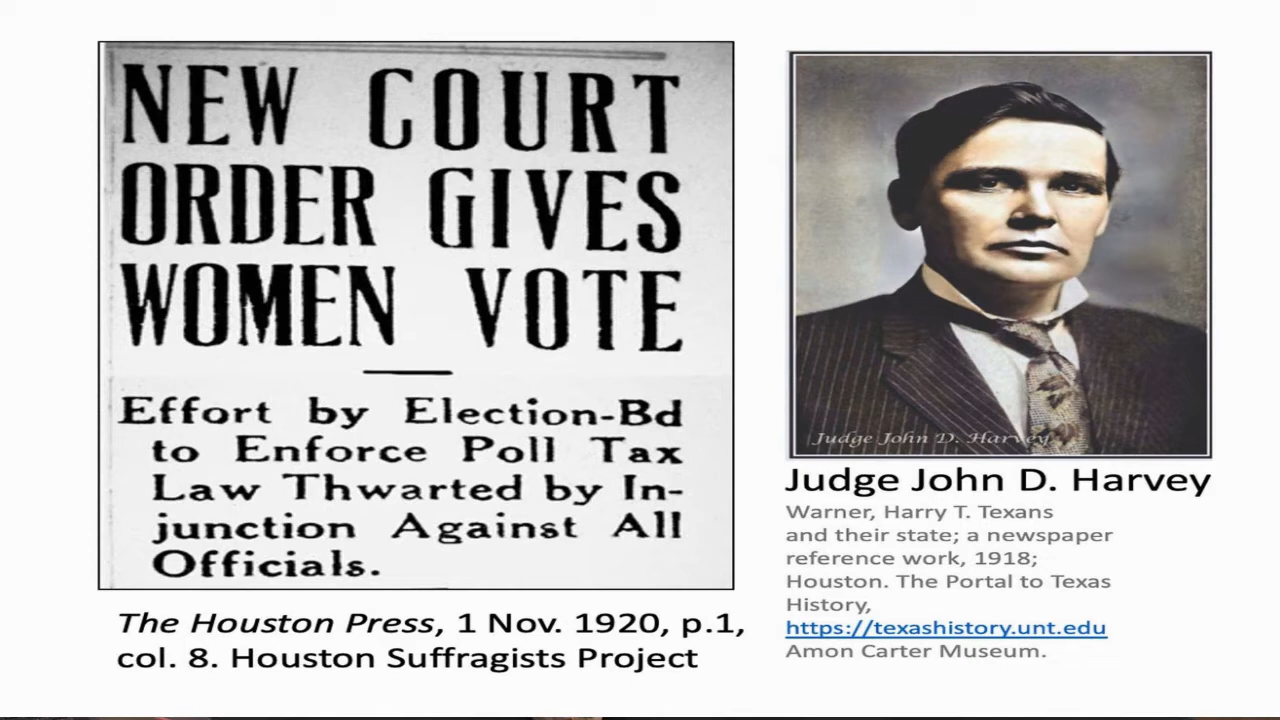 NEW COURT
ORDER GIVES
WOMEN VOTE
Effort by Election-Bd
to Enforce Poll Tax
Law Thwarted by In-
junction Against All
Officials.
The Houston Press, 1 Nov. 1920, p.1,
col. 8. Houston Suffragists Project
Judge John D. Harvey
Judge John D. Harvey
Warner, Harry T. Texans
and their state; a newspaper
reference work, 1918;
Houston. The Portal to Texas
History,
https://texashistory.unt.edu
Amon Carter Museum.